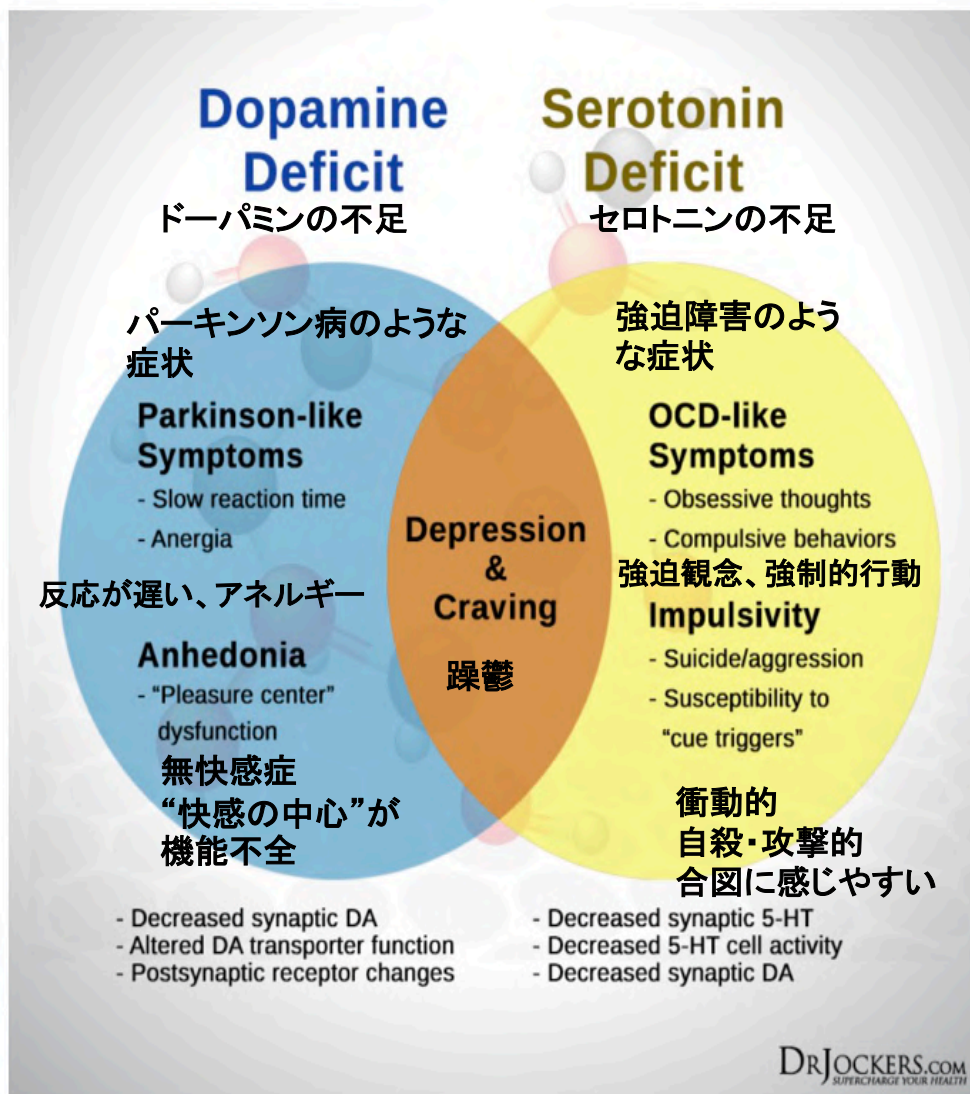 Dopamine
Deficit
ドーパミンの不足
Serotonin
Deficit
セロトニンの不足
パーキンソン病のような
症状
Parkinson-like
Symptoms
- Slow reaction time
- Anergia
反応が遅い、アネルギー
Anhedonia
- “Pleasure center”
dysfunction
無快感症
“快感の中心”が
機能不全
Depression
&
Craving
躁鬱
強迫障害のよう
な症状
OCD-like
Symptoms
- Obsessive thoughts
- Compulsive behaviors
強迫観念、強制的行動
Impulsivity
- Suicide/aggression
- Susceptibility to
“cue triggers”
衝動的
自殺・攻撃的
合図に感じやすい
- Decreased synaptic DA
- Altered DA transporter function
- Postsynaptic receptor changes
- Decreased synaptic 5-HT
- Decreased 5-HT cell activity
- Decreased synaptic DA
DRJOCKERS.COM
SUPERCHARGE YOUR HEALTH